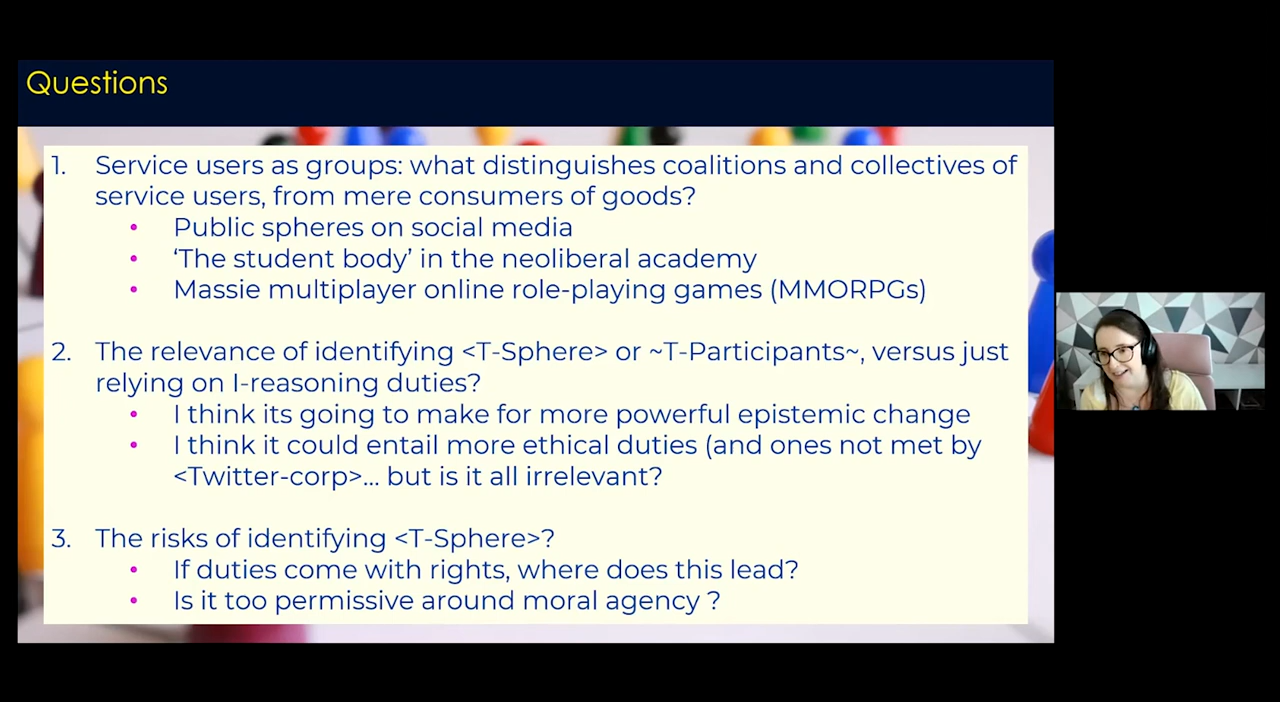 Questions
1. Service users as groups: what distinguishes coalitions and collectives of
service users, from mere consumers of goods?
• Public spheres on social media
• ‘The student body’ in the neoliberal academy
• Massie multiplayer online role-playing games (MMORPGs)
2. The relevance of identifying <T-Sphere> or ~T-Participants~, versus just
relying on I-reasoning duties?
• I think its going to make for more powerful epistemic change
• I think it could entail more ethical duties (and ones not met by
<Twitter-corp>... but is it all irrelevant?
3. The risks of identifying <T-Sphere>?
• If duties come with rights, where does this lead?
• Is it too permissive around moral agency ?